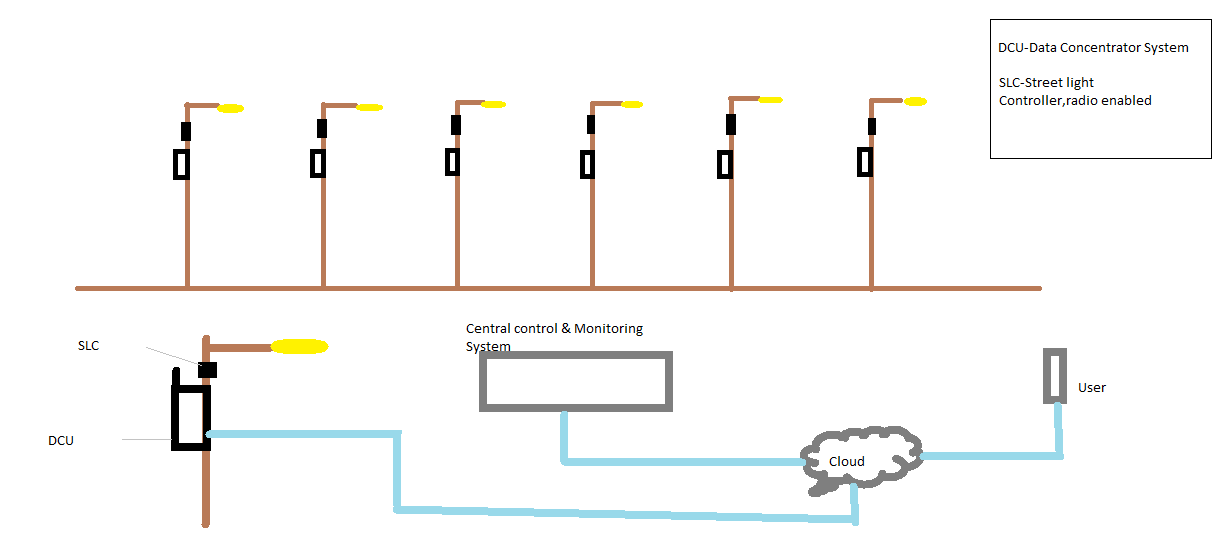 DCU-Data Concentrator System
SLC-Street light
Controller,radio enabled
Central control & Monitoring
System
SLC
User
DCU
Cloud